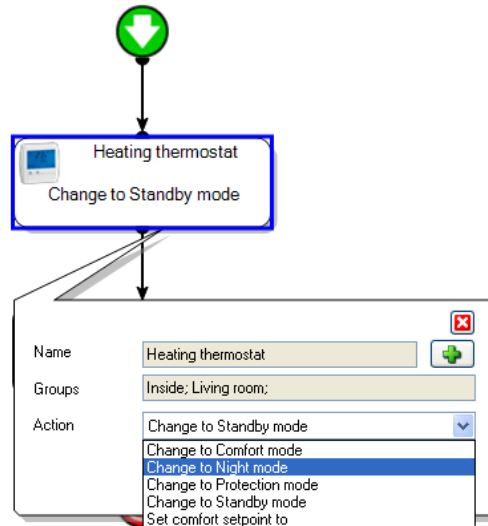 Heating thermostat
Change to Standby mode
Name
Heating thermostat
Groups
Inside; Living room;
Action
Change to Standby mode
Change to Comfort mode
Change to Night mode
Change to Protection mode
Change to Standby mode
Set comfort setpoint to